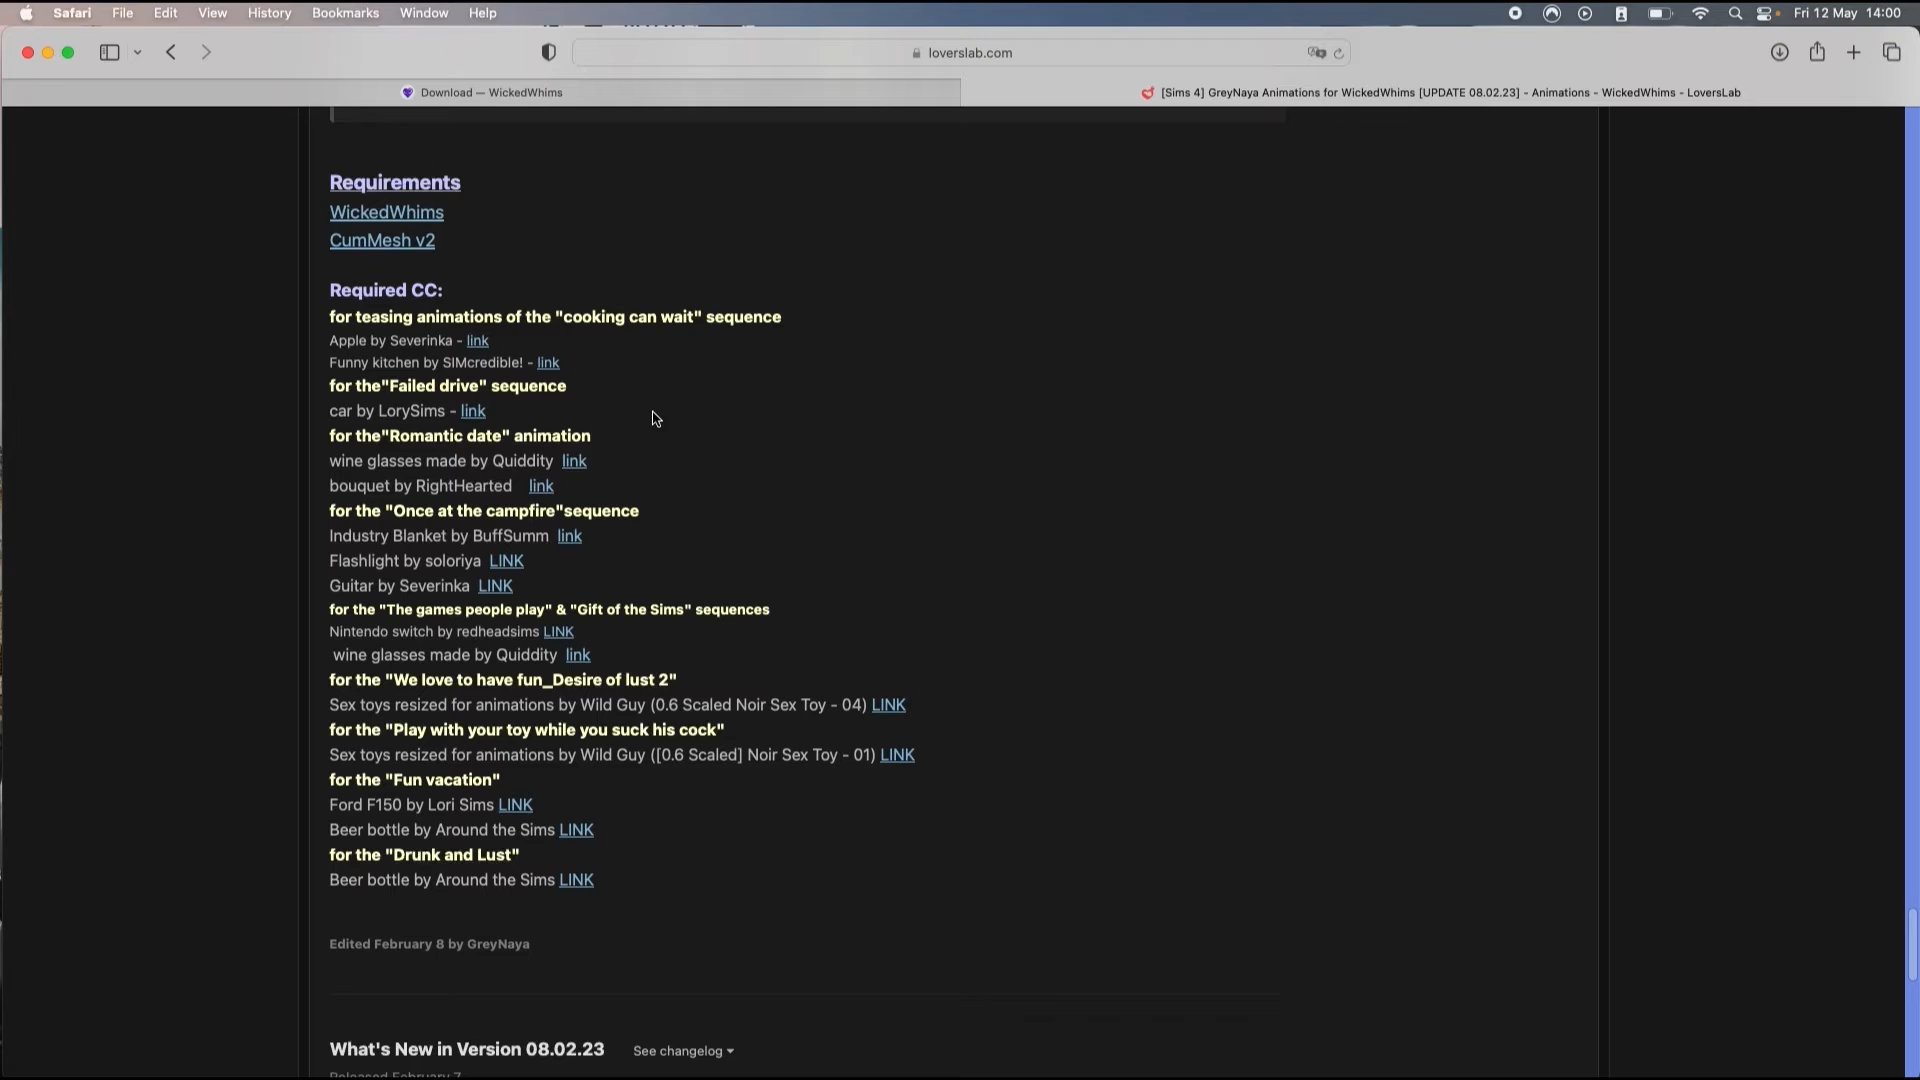 Safari File Edit View History Bookmarks Window Help Fri 12 May 14:00
loverslab.com
Download — WickedWhims
[Sims 4] GreyNaya Animations for WickedWhims [UPDATE 08.02.23] - Animations - WickedWhims - LoversLab
Requirements
WickedWhims
CumMesh v2
Required CC:
for teasing animations of the "cooking can wait" sequence
Apple by Severinka - link
Funny kitchen by SIMcredible! - link
for the"Failed drive" sequence
car by LorySims - link
for the"Romantic date" animation
wine glasses made by Quiddity link
bouquet by RightHearted link
for the "Once at the campfire"sequence
Industry Blanket by BuffSumm link
Flashlight by soloriya LINK
Guitar by Severinka LINK
for the "The games people play" & "Gift of the Sims" sequences
Nintendo switch by redheadsims LINK
wine glasses made by Quiddity link
for the "We love to have fun_Desire of lust 2"
Sex toys resized for animations by Wild Guy (0.6 Scaled Noir Sex Toy - 04) LINK
for the "Play with your toy while you suck his cock"
Sex toys resized for animations by Wild Guy ([0.6 Scaled] Noir Sex Toy - 01) LINK
for the "Fun vacation"
Ford F150 by Lori Sims LINK
Beer bottle by Around the Sims LINK
for the "Drunk and Lust"
Beer bottle by Around the Sims LINK
Edited February 8 by GreyNaya
What's New in Version 08.02.23 See changelog
Released February 7